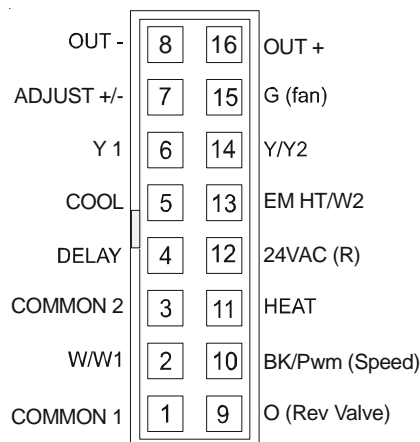 OUT - 8 16 OUT +
ADJUST +/- 7 15 G (fan)
Y 1 6 14 Y/Y2
COOL 5 13 EM HT/W2
DELAY 4 12 24VAC (R)
COMMON 2 3 11 HEAT
W/W1 2 10 BK/Pwm (Speed)
COMMON 1 1 9 O (Rev Valve)